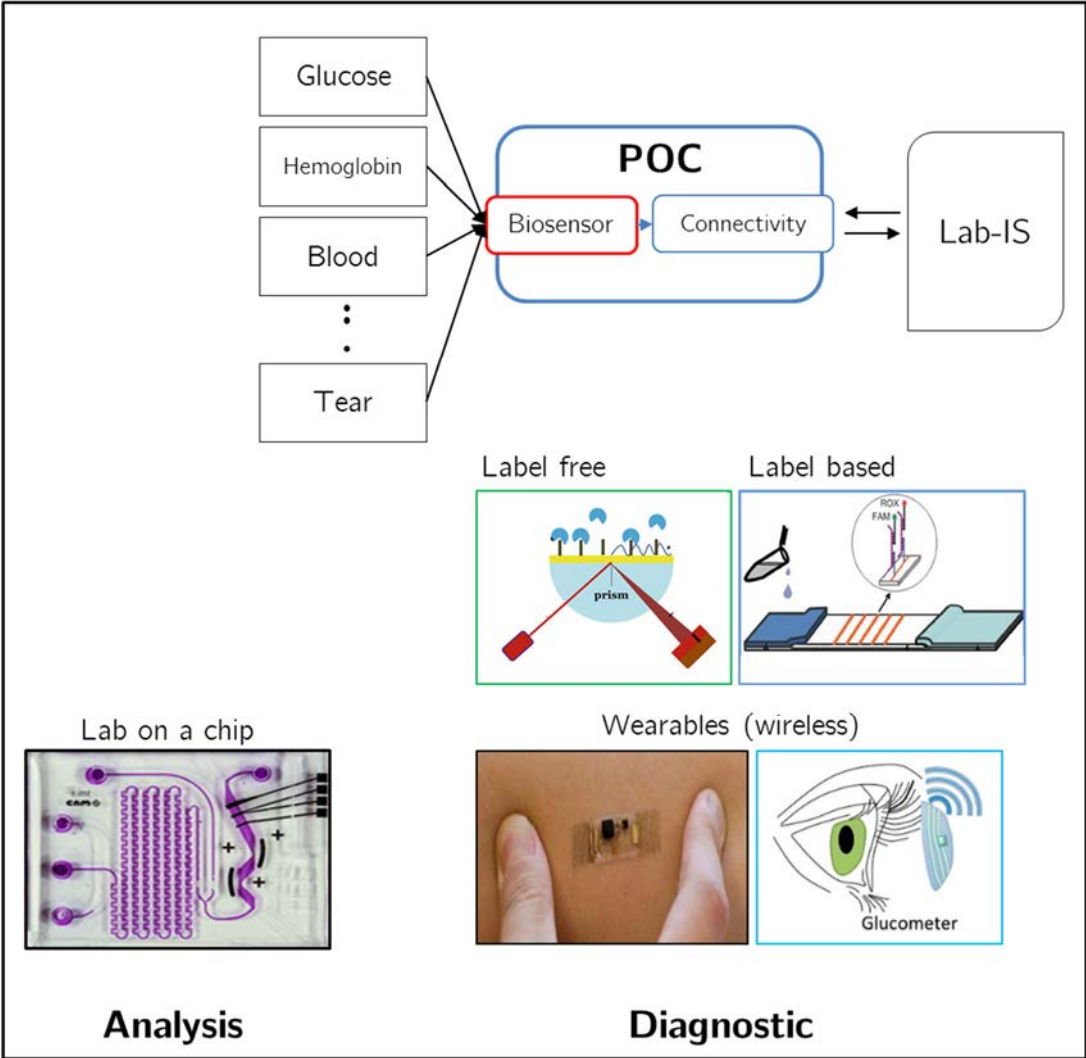 Glucose
Hemoglobin
Blood
Tear
POC
Biosensor
Connectivity
Lab-IS
Label free
Label based
prism
ROX
FAM
Lab on a chip
Wearables (wireless)
Glucometer
Analysis
Diagnostic